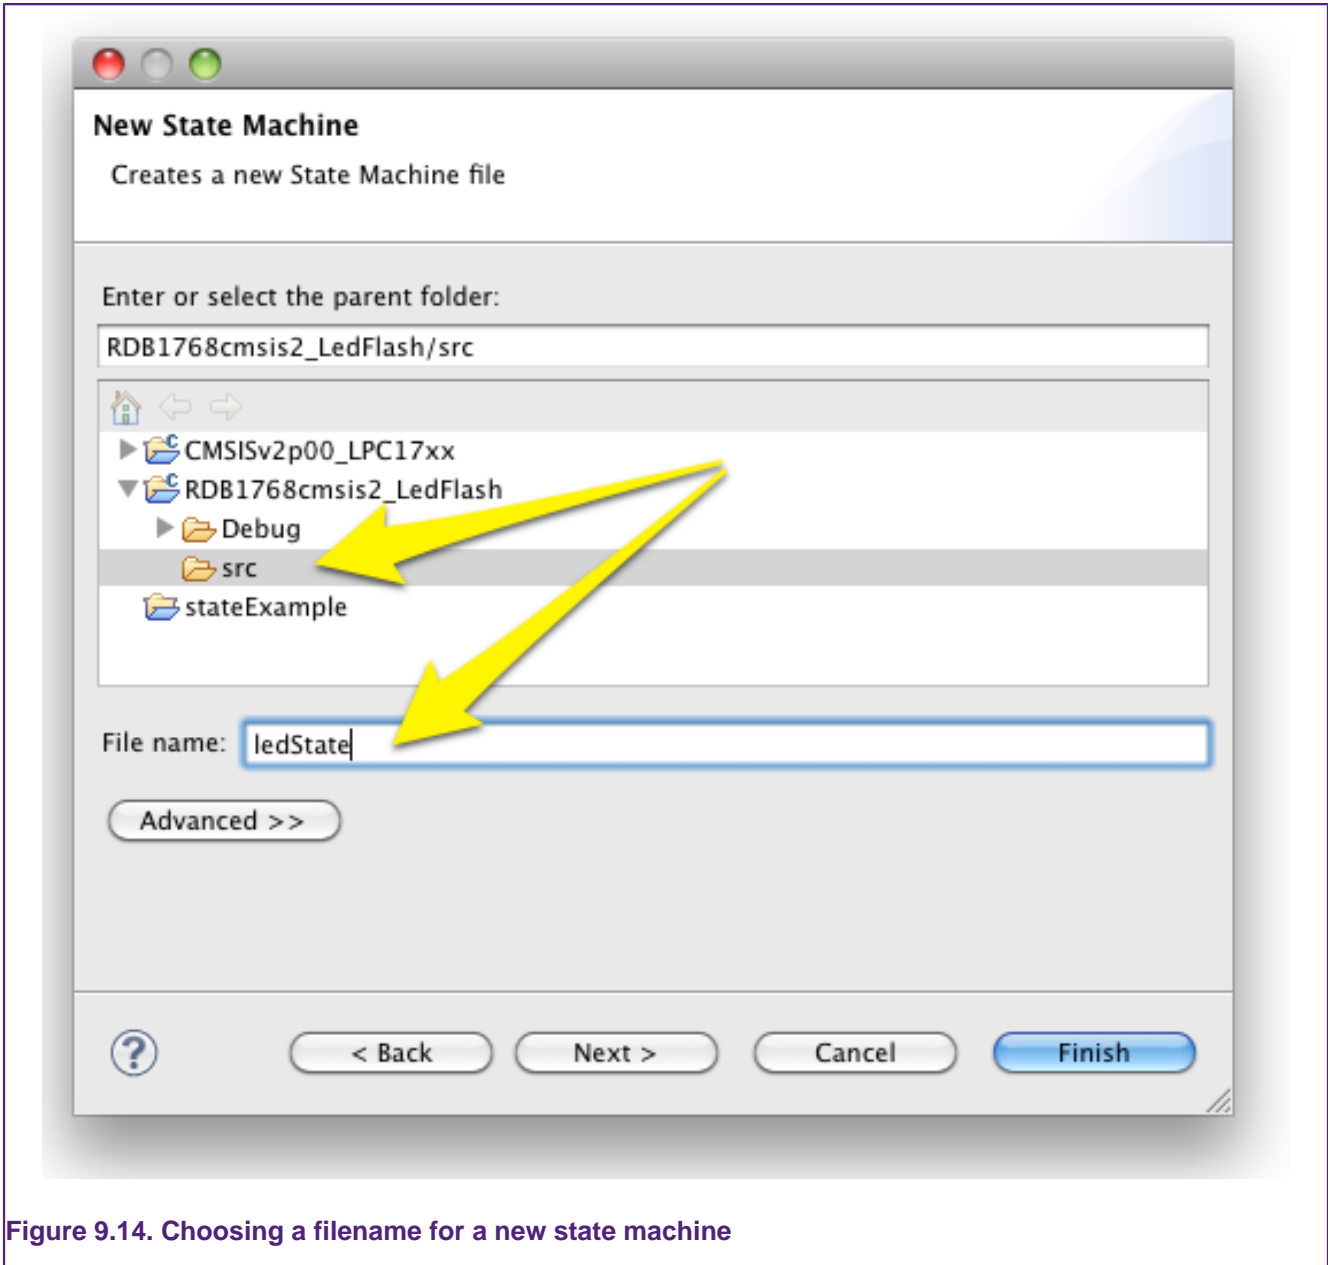 New State Machine
Creates a new State Machine file
Enter or select the parent folder:
RDB1768cmsis2_LedFlash/src
CMSISv2p00_LPC17xx
RDB1768cmsis2_LedFlash
Debug
src
stateExample
File name: ledState
Advanced >>
? < Back Next > Cancel Finish
Figure 9.14. Choosing a filename for a new state machine